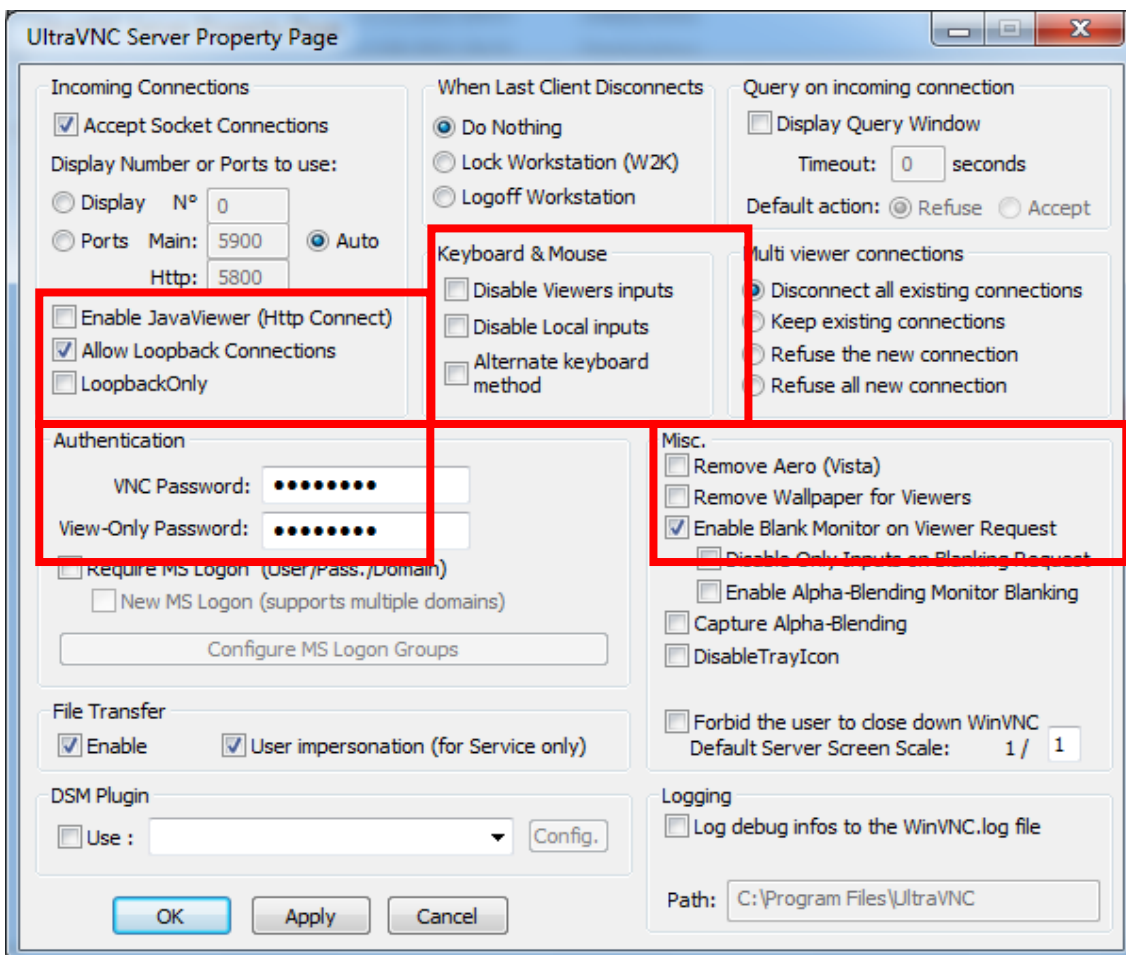 UltraVNC Server Property Page
Incoming Connections
Accept Socket Connections
Display Number or Ports to use:
Display N° 0
Ports Main: 5900 Auto
Http: 5800
Enable JavaViewer (Http Connect)
Allow Loopback Connections
LoopbackOnly
When Last Client Disconnects
Do Nothing
Lock Workstation (W2K)
Logoff Workstation
Query on incoming connection
Display Query Window
Timeout: 0 seconds
Default action: Refuse Accept
Keyboard & Mouse
Disable Viewers inputs
Disable Local inputs
Alternate keyboard
method
Multi viewer connections
Disconnect all existing connections
Keep existing connections
Refuse the new connection
Refuse all new connection
Authentication
VNC Password: ●●●●●●●●
View-Only Password: ●●●●●●●●
Require MS Logon (User/Pass./Domain)
New MS Logon (supports multiple domains)
Configure MS Logon Groups
Misc.
Remove Aero (Vista)
Remove Wallpaper for Viewers
Enable Blank Monitor on Viewer Request
Disable Only Inputs on Blanking Request
Enable Alpha-Blending Monitor Blanking
Capture Alpha-Blending
DisableTrayIcon
Forbid the user to close down WinVNC
Default Server Screen Scale: 1 / 1
File Transfer
Enable User impersonation (for Service only)
DSM Plugin
Use : Config.
Logging
Log debug infos to the WinVNC.log file
Path: C:\Program Files\UltraVNC
OK Apply Cancel